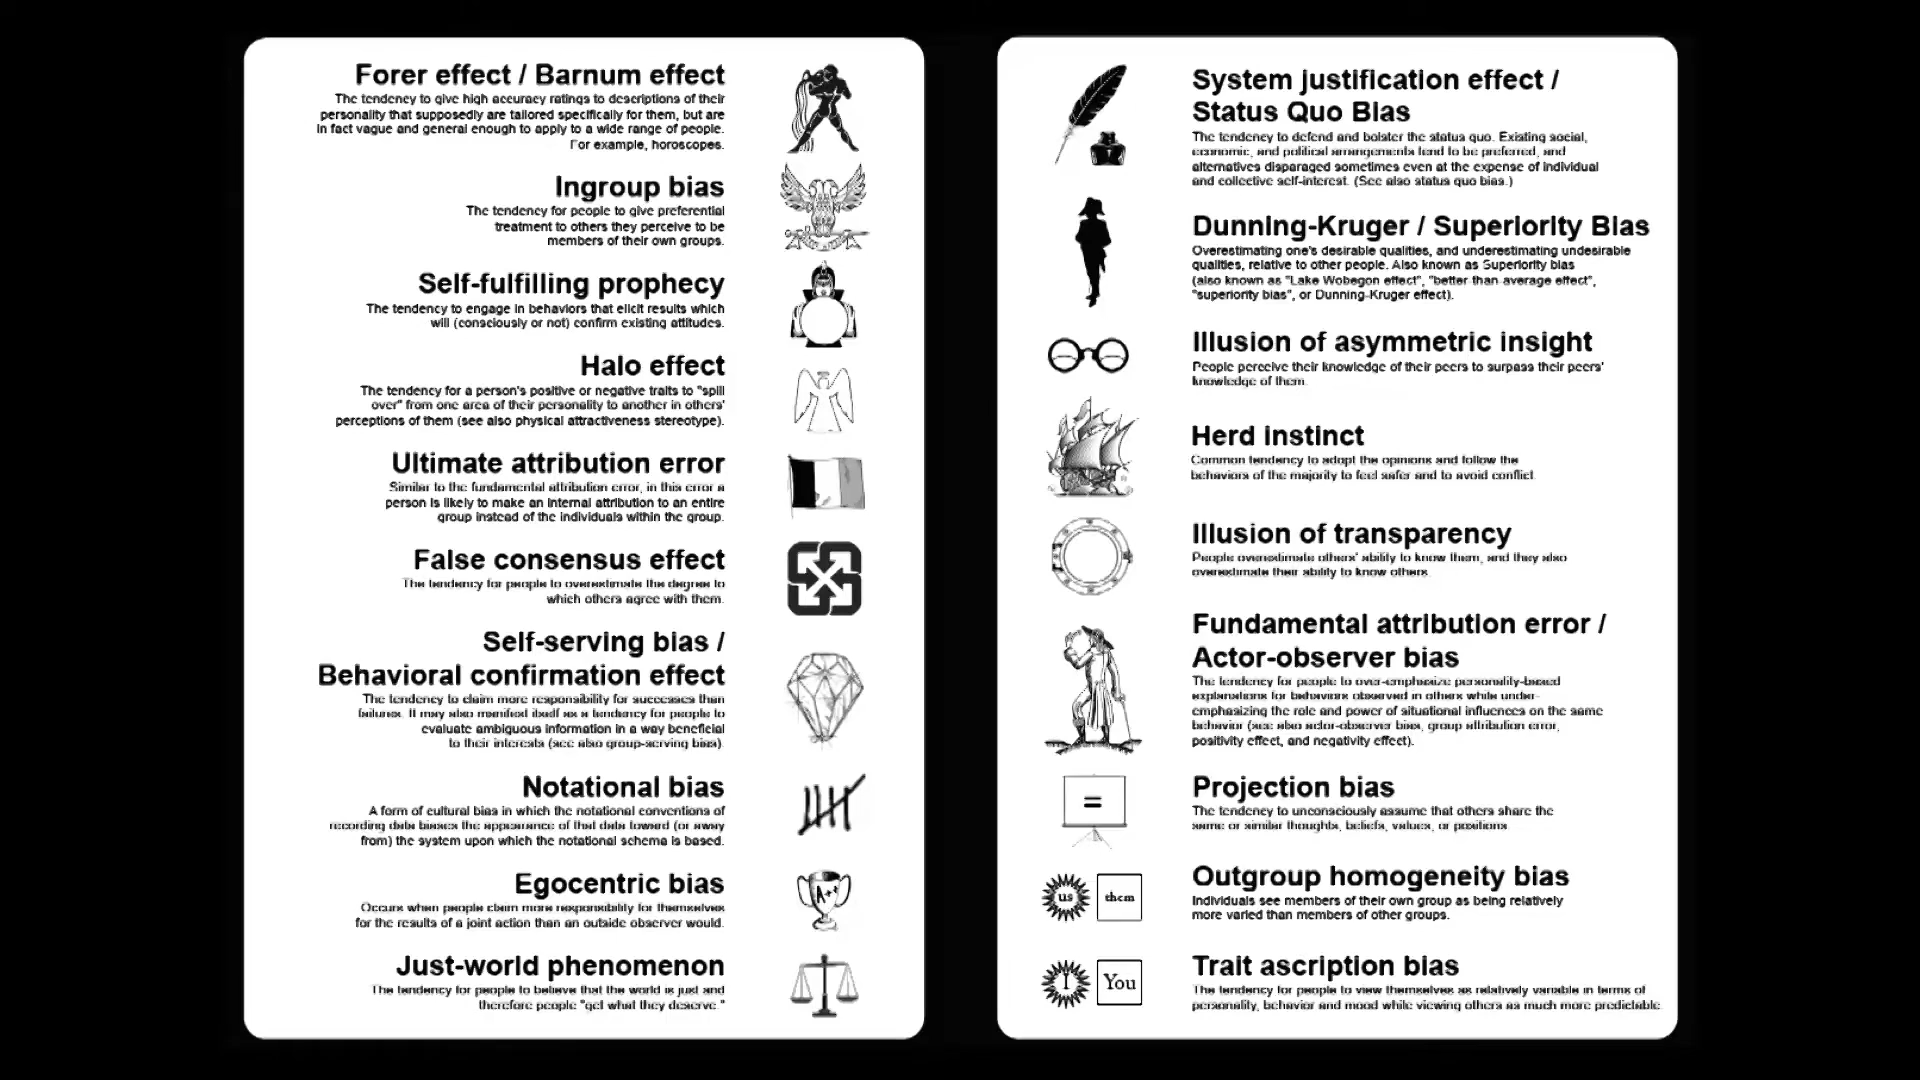 Forer effect / Barnum effect
The tendency to give high accuracy ratings to descriptions of their
personality that supposedly are tailored specifically for them, but are
in fact vague and general enough to apply to a wide range of people.
For example, horoscopes.
Ingroup bias
The tendency for people to give preferential
treatment to others they perceive to be
members of their own groups.
Self-fulfilling prophecy
The tendency to engage in behaviors that elicit results which
will (consciously or not) confirm existing attitudes.
Halo effect
The tendency for a person's positive or negative traits to "spill
over" from one area of their personality to another in others'
perceptions of them (see also physical attractiveness stereotype).
Ultimate attribution error
Similar to the fundamental attribution error, in this error a
person is likely to make an internal attribution to an entire
group instead of the individuals within the group.
False consensus effect
The tendency for people to overestimate the degree to
which others agree with them.
Self-serving bias /
Behavioral confirmation effect
The tendency to claim more responsibility for successes than
failures. It may also manifest itself as a tendency for people to
evaluate ambiguous information in a way beneficial
to their interests (see also group-serving bias).
Notational bias
A form of cultural bias in which the notational conventions of
recording data biases the appearance of that data toward (or away
from) the system upon which the notational schema is based.
Egocentric bias
Occurs when people claim more responsibility for themselves
for the results of a joint action than an outside observer would.
A++
Just-world phenomenon
The tendency for people to believe that the world is just and
therefore people "get what they deserve."
System justification effect /
Status Quo Bias
The tendency to defend and bolster the status quo. Existing social,
economic, and political arrangements tend to be preferred, and
alternatives disparaged sometimes even at the expense of individual
and collective self-interest. (See also status quo bias.)
Dunning-Kruger / Superiority Bias
Overestimating one's desirable qualities, and underestimating undesirable
qualities, relative to other people. Also known as Superiority bias
(also known as "Lake Wobegon effect", "better-than-average effect",
"superiority bias", or Dunning-Kruger effect).
Illusion of asymmetric insight
People perceive their knowledge of their peers to surpass their peers'
knowledge of them.
Herd instinct
Common tendency to adopt the opinions and follow the
behaviors of the majority to feel safer and to avoid conflict.
Illusion of transparency
People overestimate others' ability to know them, and they also
overestimate their ability to know others.
Fundamental attribution error /
Actor-observer bias
The tendency for people to over-emphasize personality-based
explanations for behaviors observed in others while under-
emphasizing the role and power of situational influences on the same
behavior (see also actor-observer bias, group attribution error,
positivity effect, and negativity effect).
=
Projection bias
The tendency to unconsciously assume that others share the
same or similar thoughts, beliefs, values, or positions.
us
them
Outgroup homogeneity bias
Individuals see members of their own group as being relatively
more varied than members of other groups.
I
You
Trait ascription bias
The tendency for people to view themselves as relatively variable in terms of
personality, behavior and mood while viewing others as much more predictable.